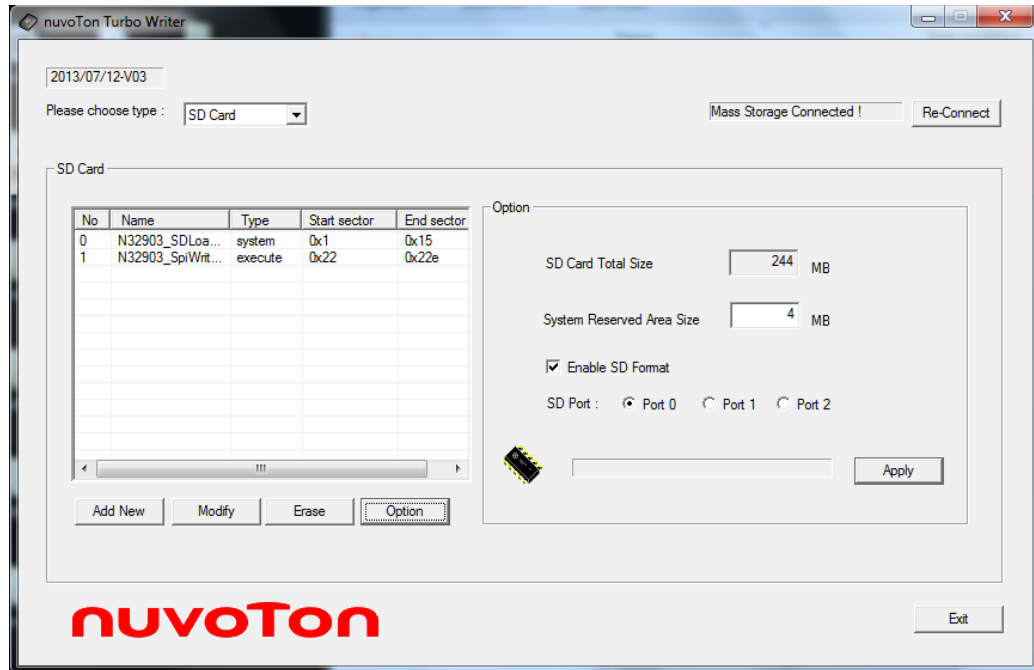 nuvoTon Turbo Writer
2013/07/12-V03
Please choose type : SD Card
Mass Storage Connected ! Re-Connect
SD Card
No Name Type Start sector End sector
0 N32903_SDLoa... system 0x1 0x15
1 N32903_SpiWrit... execute 0x22 0x22e
Add New Modify Erase Option
Option
SD Card Total Size 244 MB
System Reserved Area Size 4 MB
Enable SD Format
SD Port : Port 0 Port 1 Port 2
Apply
nuvoTon
Exit